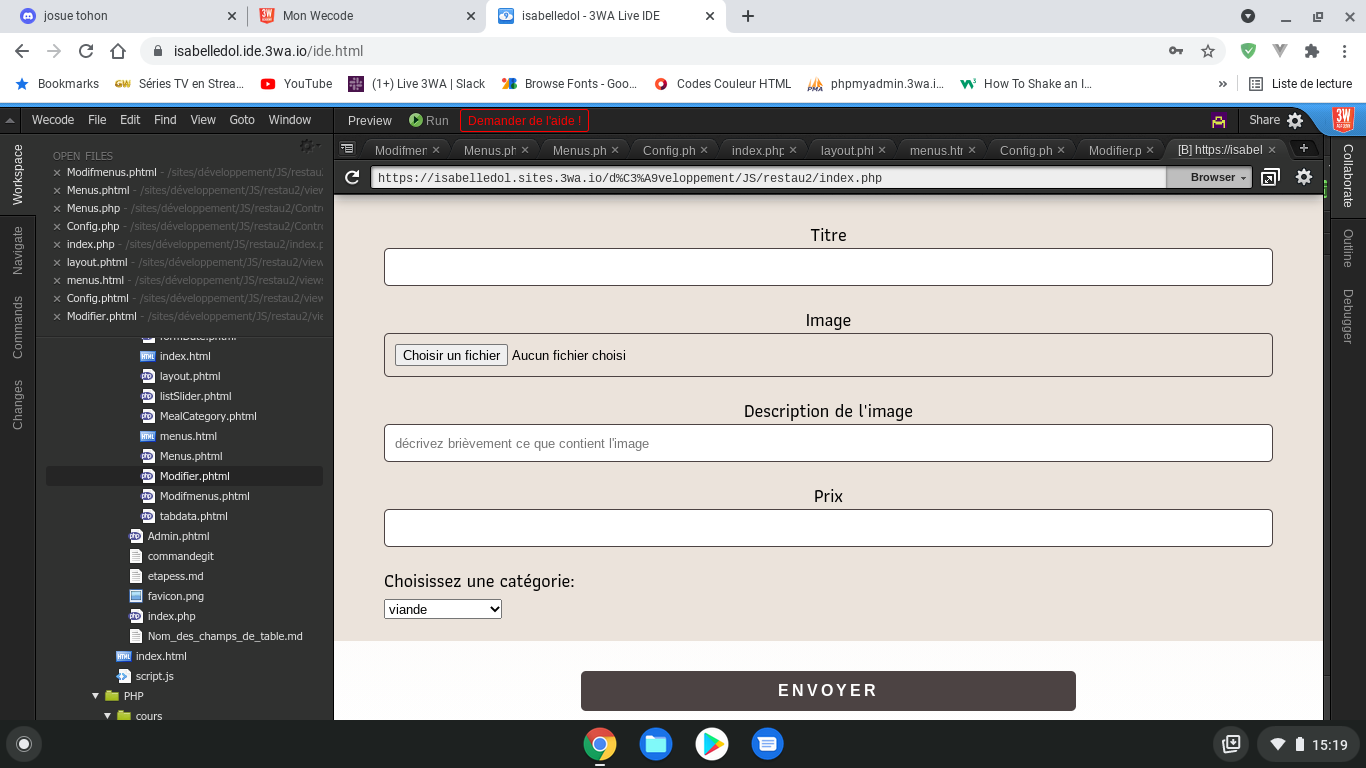 josue tohon
Mon Wecode
isabelledol - 3WA Live IDE
isabelledol.ide.3wa.io/ide.html
Bookmarks
Séries TV en Strea…
YouTube
(1+) Live 3WA | Slack
Browse Fonts - Goo…
Codes Couleur HTML
phpmyadmin.3wa.i…
How To Shake an I…
»
Liste de lecture
Wecode File Edit Find View Goto Window
Preview Run Demander de l'aide !
Share
Modifmen
Menus.ph
Menus.ph
Config.ph
index.php
layout.pht
menus.htr
Config.ph
Modifier.p
[B] https://isabel
https://isabelledol.sites.3wa.io/d%C3%A9veloppement/JS/restau2/index.php
Browser
Workspace
Navigate
Commands
Changes
OPEN FILES
Modifmenus.phtml - /sites/développement/JS/restau
Menus.phtml - /sites/développement/JS/restau2/view
Menus.php - /sites/développement/JS/restau2/Contr
Config.php - /sites/développement/JS/restau2/Contr
index.php - /sites/développement/JS/restau2/index.p
layout.phtml - /sites/développement/JS/restau2/view
menus.html - /sites/développement/JS/restau2/views
Config.phtml - /sites/développement/JS/restau2/view
Modifier.phtml - /sites/développement/JS/restau2/vie
formDate.phtml
index.html
layout.phtml
listSlider.phtml
MealCategory.phtml
menus.html
Menus.phtml
Modifier.phtml
Modifmenus.phtml
tabdata.phtml
Admin.phtml
commandegit
etapess.md
favicon.png
index.php
Nom_des_champs_de_table.md
index.html
script.js
PHP
cours
Titre
Image
Choisir un fichier Aucun fichier choisi
Description de l'image
décrivez brièvement ce que contient l'image
Prix
Choisissez une catégorie:
viande
ENVOYER
Collaborate
Outline
Debugger
15:19